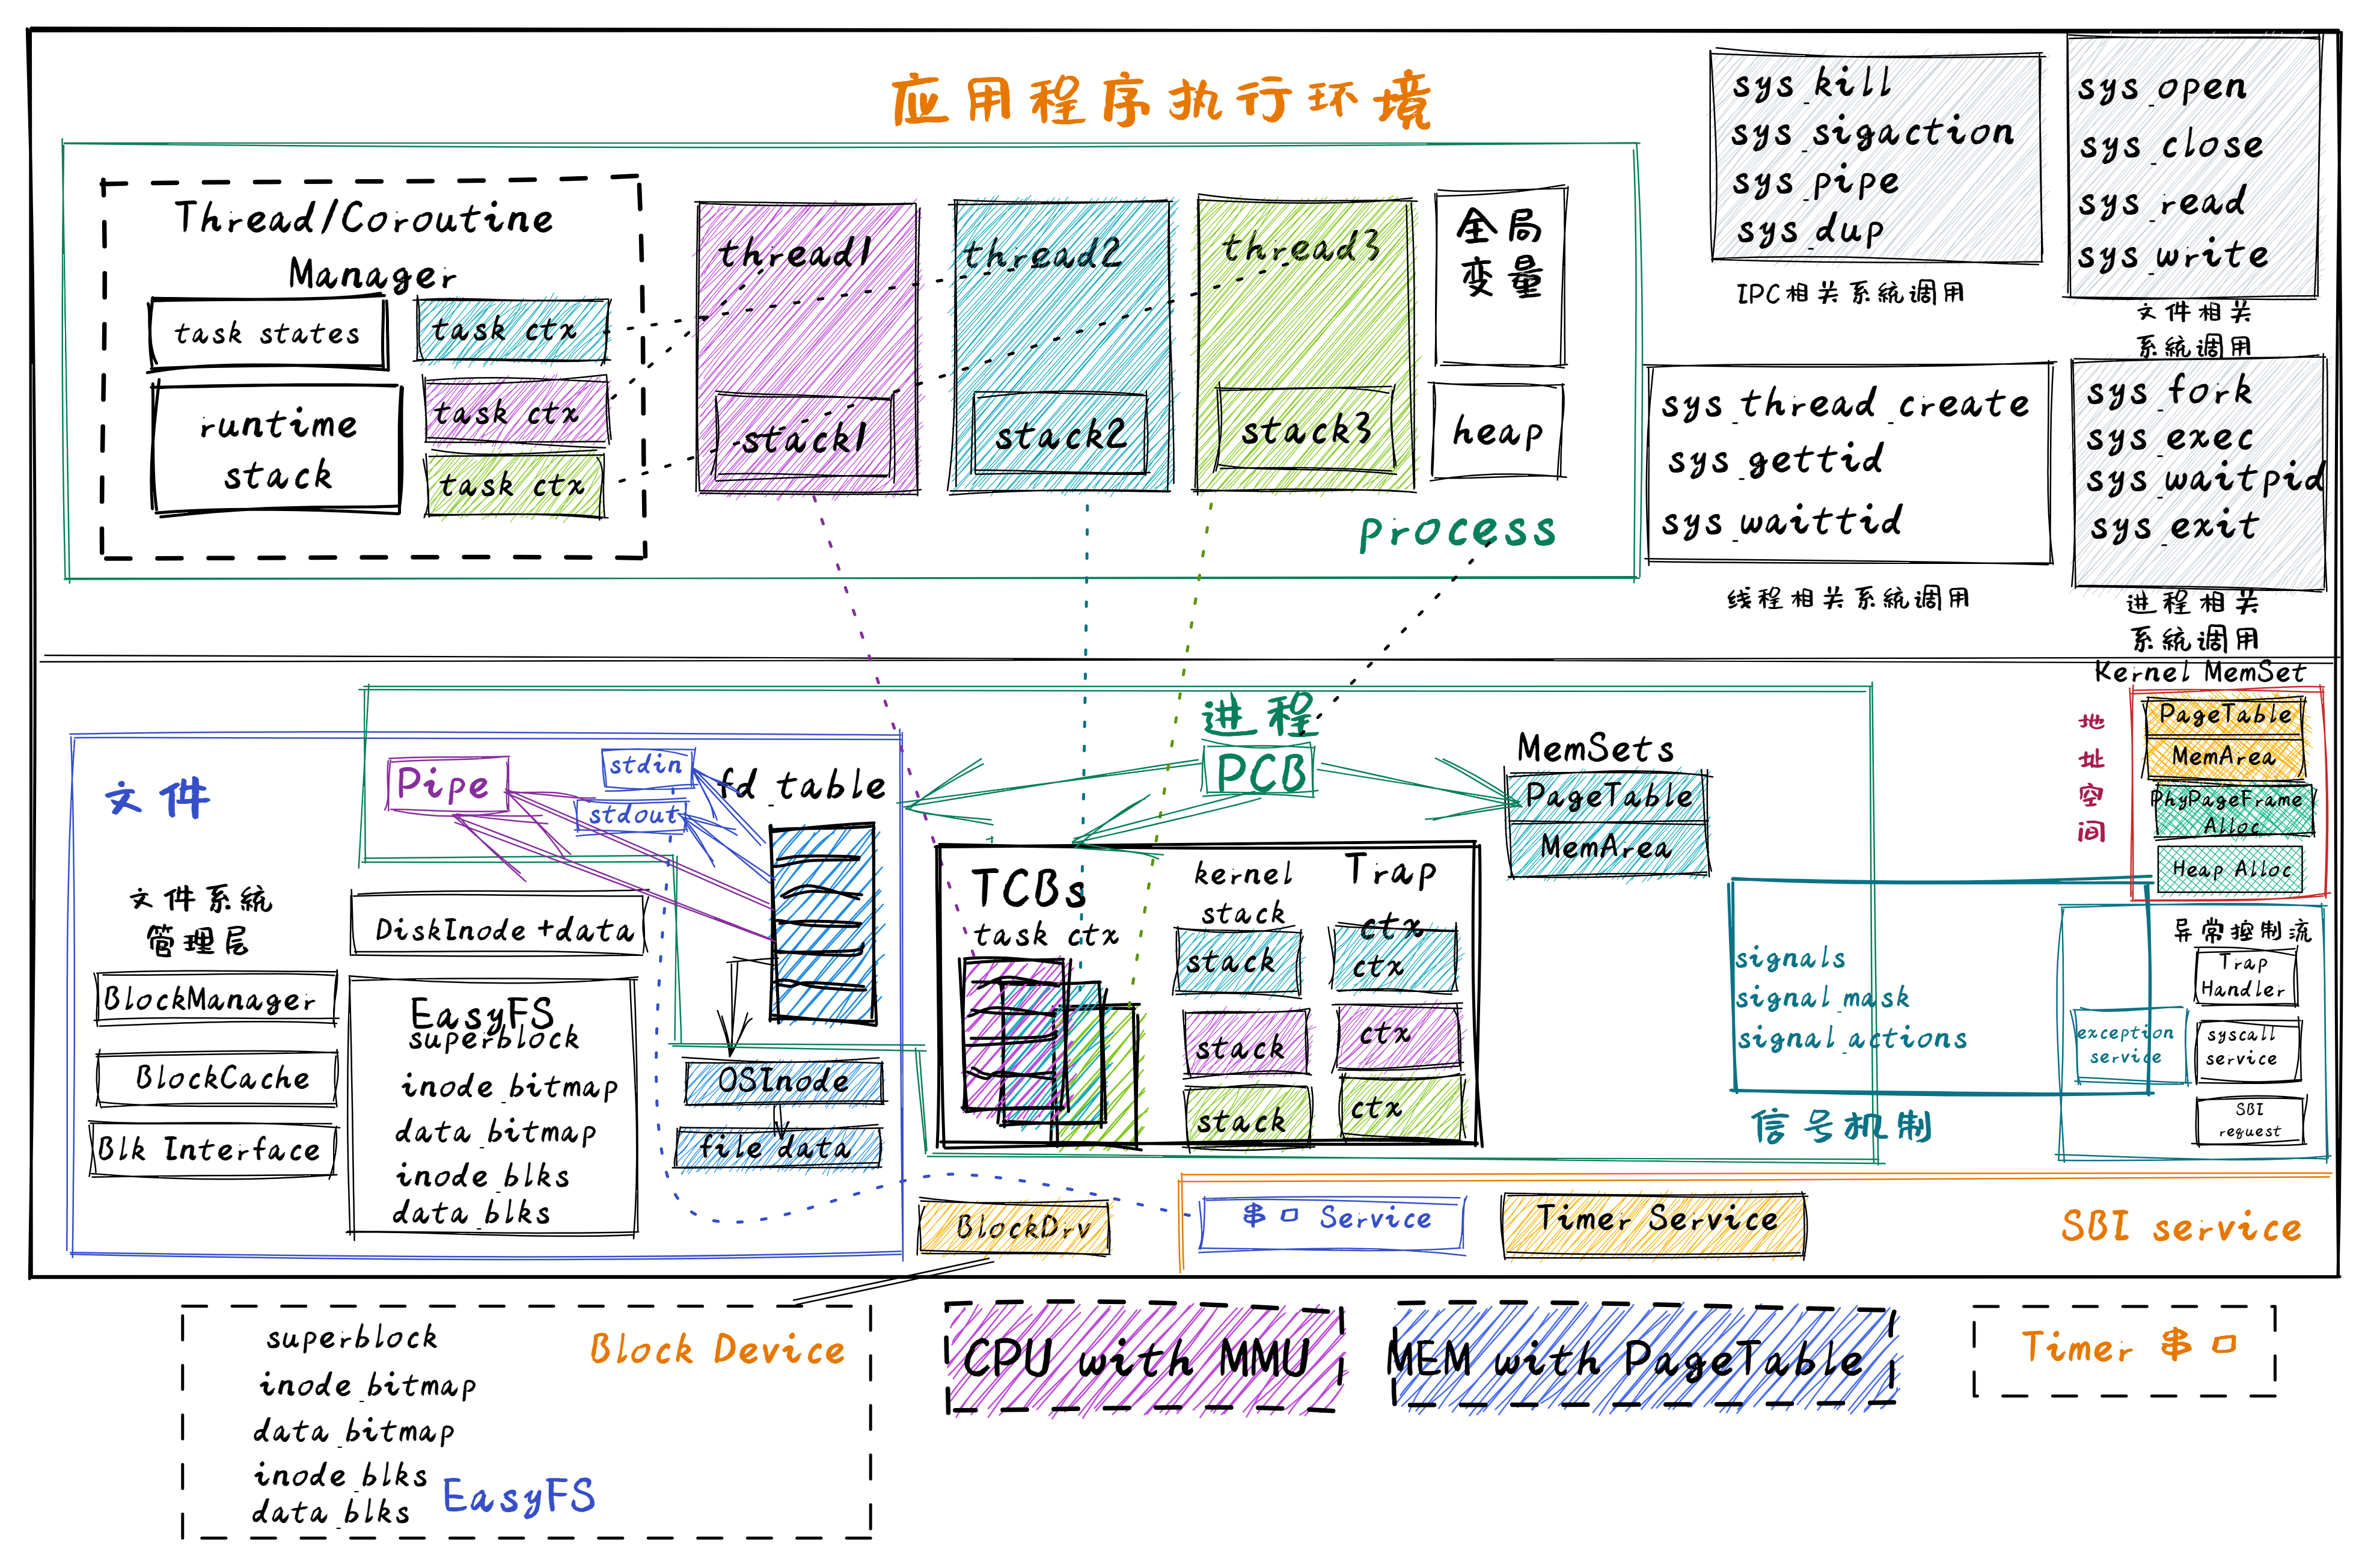 应用程序执行环境
Thread/Coroutine
Manager
task states
runtime
stack
task ctx
task ctx
task ctx
thread1
stack1
thread2
stack2
thread3
stack3
全局
变量
heap
process
sys_kill
sys_sigaction
sys_pipe
sys_dup
IPC相关系统调用
sys_open
sys_close
sys_read
sys_write
文件相关
系统调用
sys_thread_create
sys_gettid
sys_waittid
线程相关系统调用
sys_fork
sys_exec
sys_waitpid
sys_exit
进程相关
系统调用
文件
Pipe
stdin
stdout
fd_table
文件系统
管理层
BlockManager
BlockCache
Blk Interface
DiskInode +data
EasyFS
superblock
inode_bitmap
data_bitmap
inode_blks
data_blks
OSInode
file data
进程
PCB
TCBs
task ctx
kernel
stack
stack
stack
stack
Trap
ctx
ctx
ctx
ctx
MemSets
PageTable
MemArea
signals
signal_mask
signal_actions
信号机制
Kernel MemSet
地
址
空
间
PageTable
MemArea
PhyPageFrame
Alloc
Heap Alloc
异常控制流
Trap
Handler
exception
service
syscall
service
SBI
request
BlockDrv
串口 Service
Timer Service
SBI service
superblock
inode_bitmap
data_bitmap
inode_blks
data_blks
Block Device
EasyFS
CPU with MMU
MEM with PageTable
Timer 串口